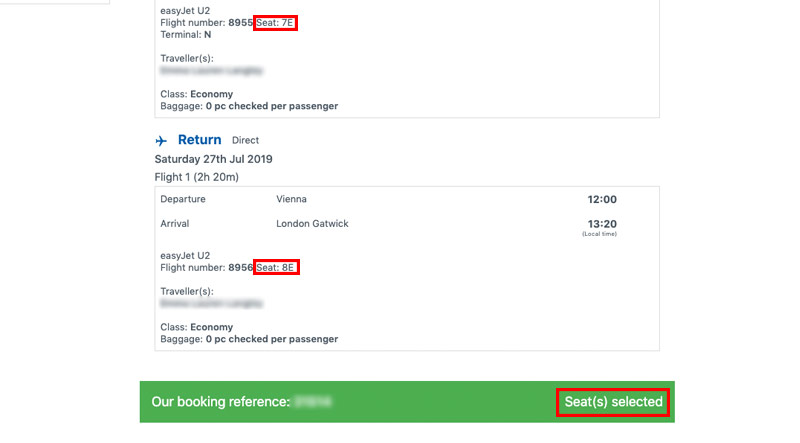 easyJet U2
Flight number: 8955 Seat: 7E
Terminal: N
Traveller(s):
Class: Economy
Baggage: 0 pc checked per passenger
Return Direct
Saturday 27th Jul 2019
Flight 1 (2h 20m)
Departure Vienna 12:00
Arrival London Gatwick 13:20
(Local time)
easyJet U2
Flight number: 8956 Seat: 8E
Traveller(s):
Class: Economy
Baggage: 0 pc checked per passenger
Our booking reference: Seat(s) selected